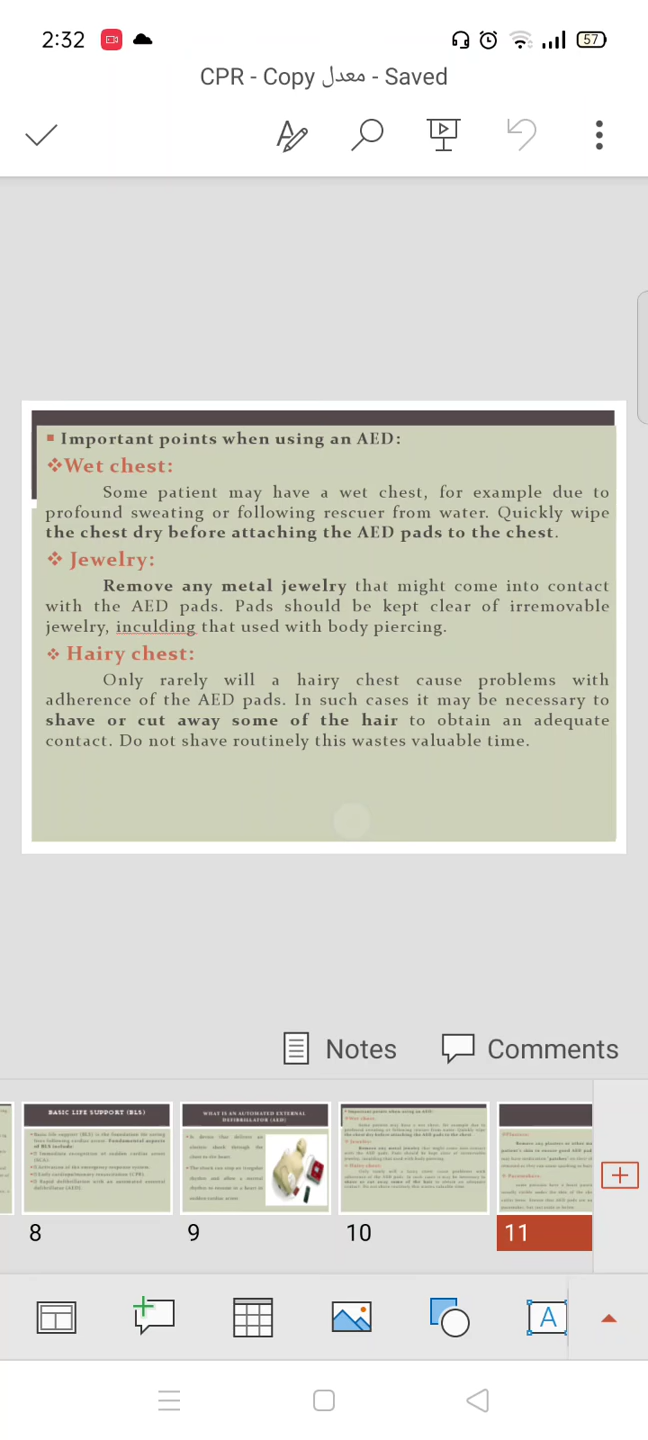 2:32
57
CPR - Copy معدل - Saved
Important points when using an AED:
❖Wet chest:
Some patient may have a wet chest, for example due to
profound sweating or following rescuer from water. Quickly wipe
the chest dry before attaching the AED pads to the chest.
❖ Jewelry:
Remove any metal jewelry that might come into contact
with the AED pads. Pads should be kept clear of irremovable
jewelry, inculding that used with body piercing.
❖ Hairy chest:
Only rarely will a hairy chest cause problems with
adherence of the AED pads. In such cases it may be necessary to
shave or cut away some of the hair to obtain an adequate
contact. Do not shave routinely this wastes valuable time.
Notes
Comments
BASIC LIFE SUPPORT (BLS)
WHAT IS AN AUTOMATED EXTERNAL
DEFIBRILLATOR (AED)
8
9
10
11
A